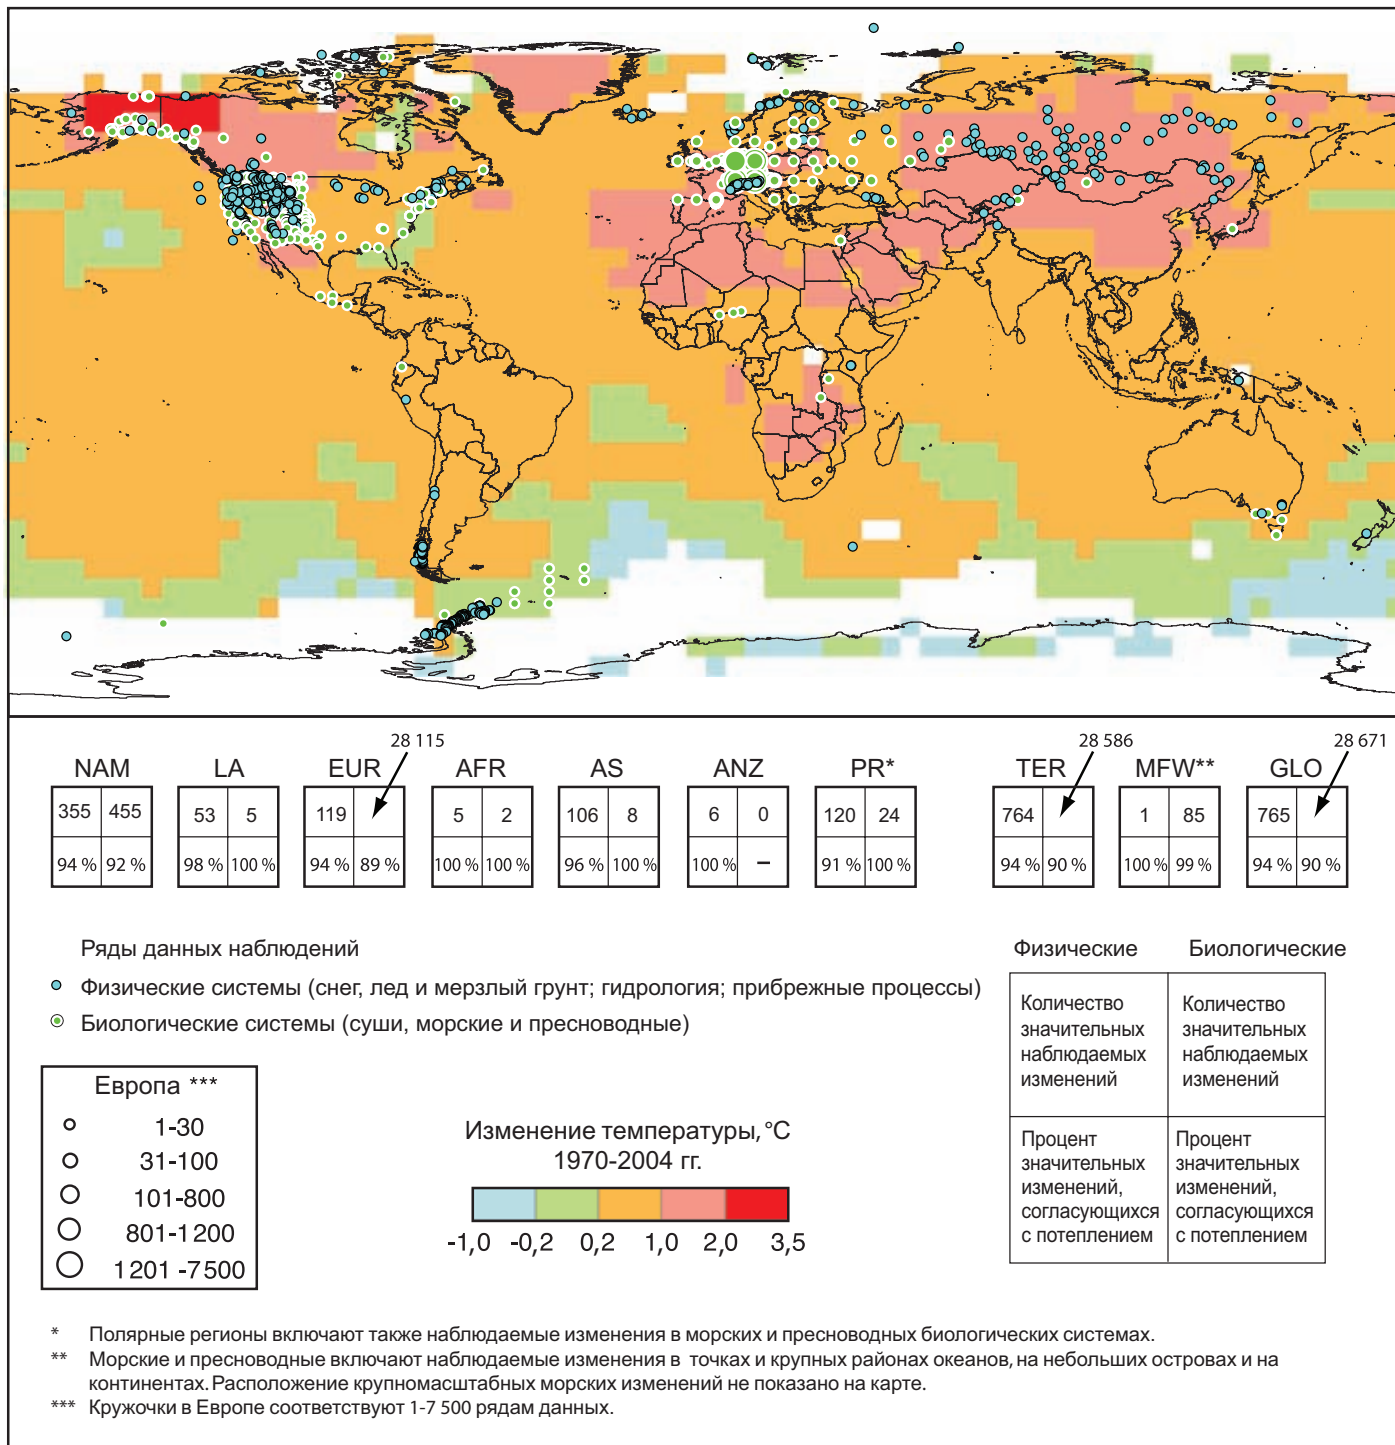 28 115
28 586
28 671
NAM LA EUR AFR AS ANZ PR* TER MFW** GLO
355 455 53 5 119 5 2 106 8 6 0 120 24 764 1 85 765
94 % 92 % 98 % 100 % 94 % 89 % 100 % 100 % 96 % 100 % 100 % – 91 % 100 % 94 % 90 % 100 % 99 % 94 % 90 %
Ряды данных наблюдений
Физические системы (снег, лед и мерзлый грунт; гидрология; прибрежные процессы)
Биологические системы (суши, морские и пресноводные)
Физические Биологические
Количество
значительных
наблюдаемых
изменений
Количество
значительных
наблюдаемых
изменений
Процент
значительных
изменений,
согласующихся
с потеплением
Процент
значительных
изменений,
согласующихся
с потеплением
Европа ***
1-30
31-100
101-800
801-1200
1201 -7500
Изменение температуры, °C
1970-2004 гг.
-1,0 -0,2 0,2 1,0 2,0 3,5
* Полярные регионы включают также наблюдаемые изменения в морских и пресноводных биологических системах.
** Морские и пресноводные включают наблюдаемые изменения в точках и крупных районах океанов, на небольших островах и на
континентах. Расположение крупномасштабных морских изменений не показано на карте.
*** Кружочки в Европе соответствуют 1-7 500 рядам данных.